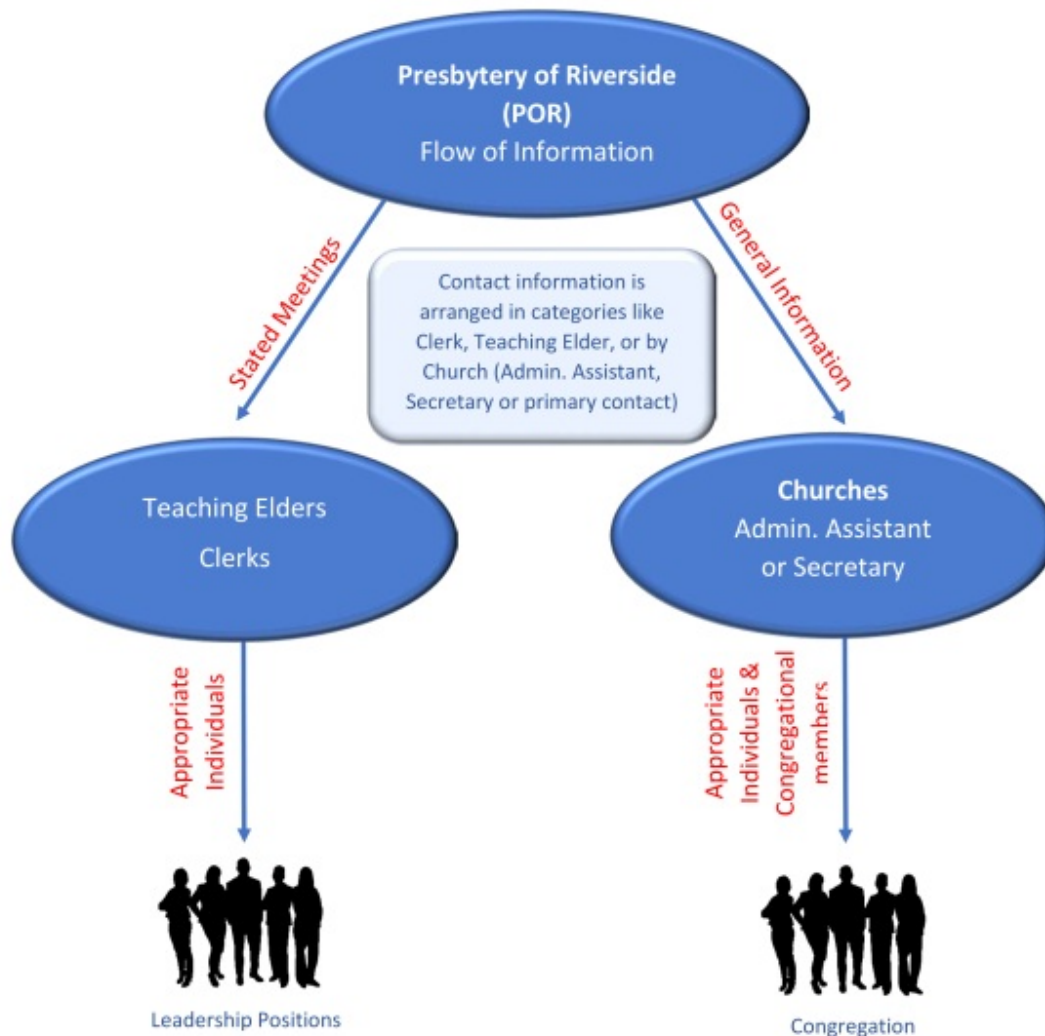 Presbytery of Riverside
(POR)
Flow of Information
Stated Meetings
General Information
Contact information is
arranged in categories like
Clerk, Teaching Elder, or by
Church (Admin. Assistant,
Secretary or primary contact)
Teaching Elders
Clerks
Churches
Admin. Assistant
or Secretary
Appropriate
Individuals
Appropriate
Individuals &
Congregational
members
Leadership Positions
Congregation